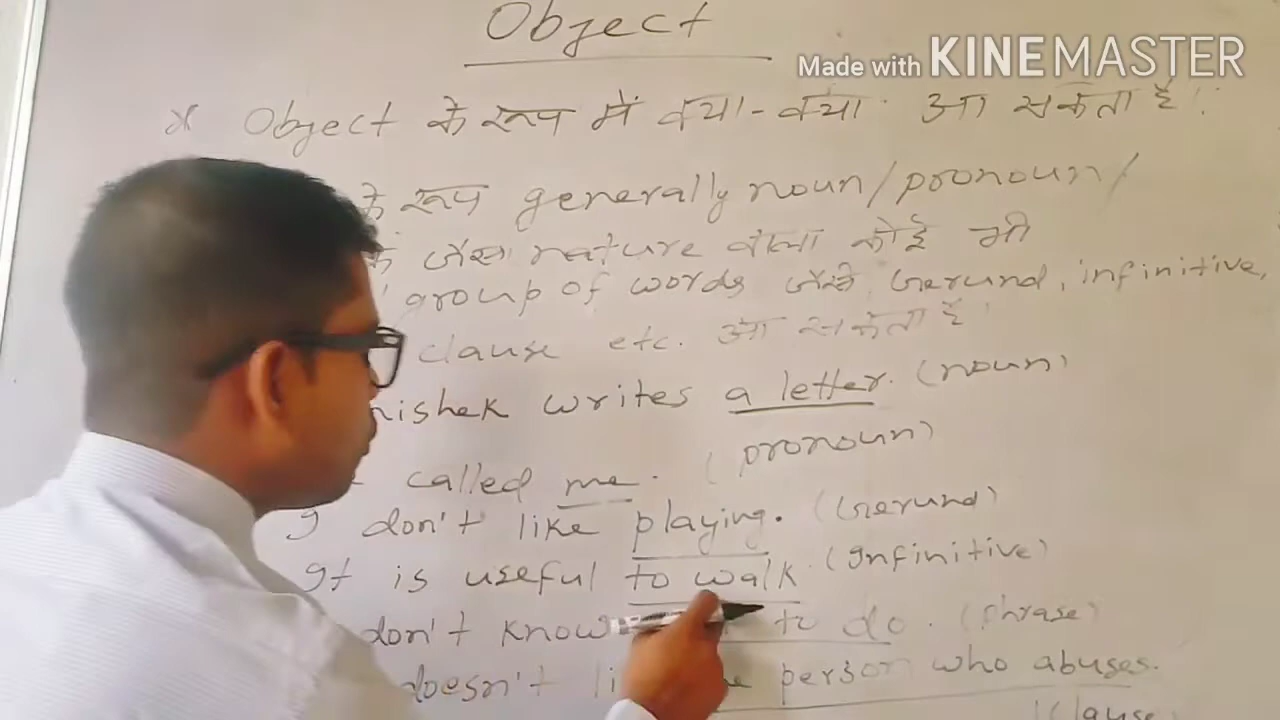 Object
Made with KINEMASTER
* Object के रूप में क्या-क्या आ सकता है।
के रूप generally noun/pronoun/
के जैसा nature वाला कोई भी
group of words जैसे Gerund, infinitive,
clause etc. आ सकता है।
hishek writes a letter. (noun)
called me. (pronoun)
I don't like playing. (Gerund)
It is useful to walk. (Infinitive)
don't know to do. (Phrase)
doesn't li person who abuses.
(Clause